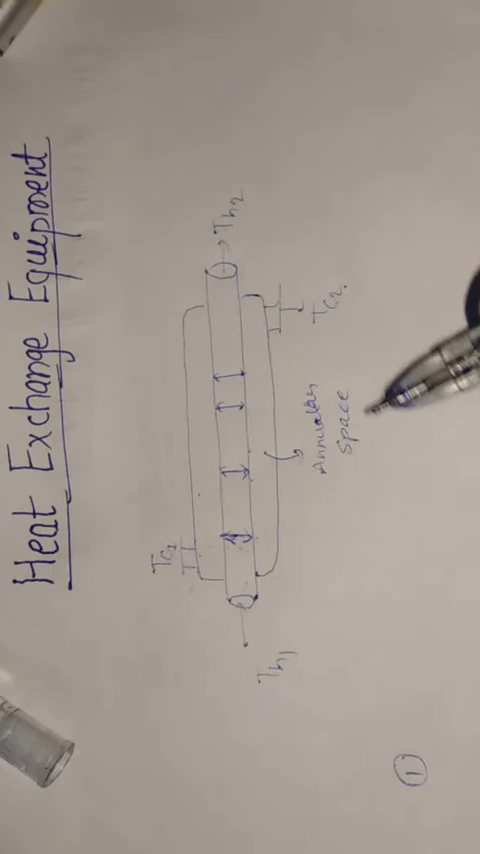 Heat Exchange Equipment
Tc₁
Th₁
Th₂
Tc₂
Annular
space
①